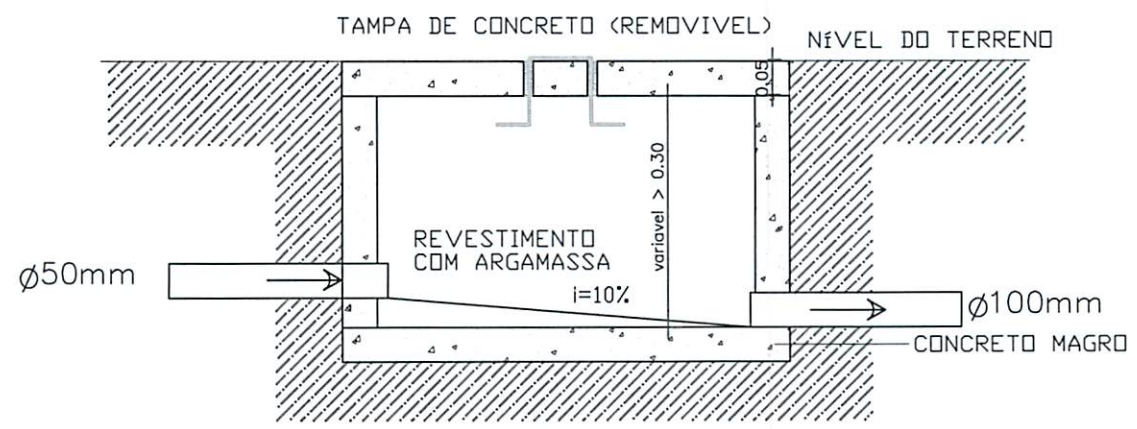 TAMPA DE CONCRETO (REMOVIVEL)
NíVEL DO TERRENO
0,05
variavel > 0.30
REVESTIMENTO
COM ARGAMASSA
i=10%
ø50mm
ø100mm
CONCRETO MAGRO